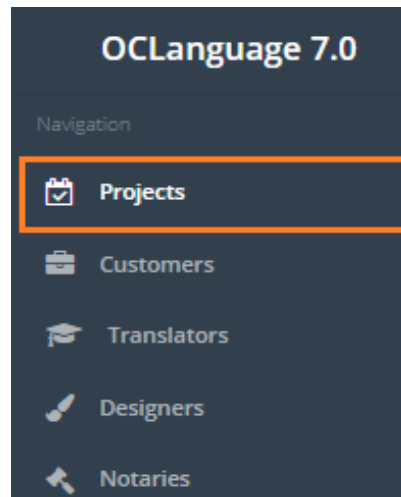 OCLanguage 7.0
Navigation
Projects
Customers
Translators
Designers
Notaries